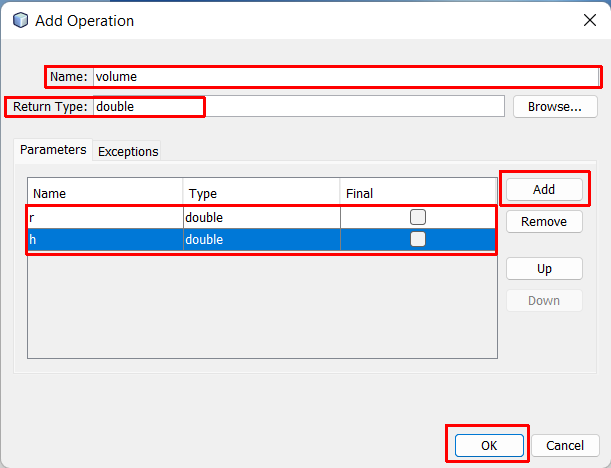 Add Operation
Name: volume
Return Type: double Browse...
Parameters Exceptions
Name Type Final Add
r double
Remove
h double
Up
Down
OK Cancel